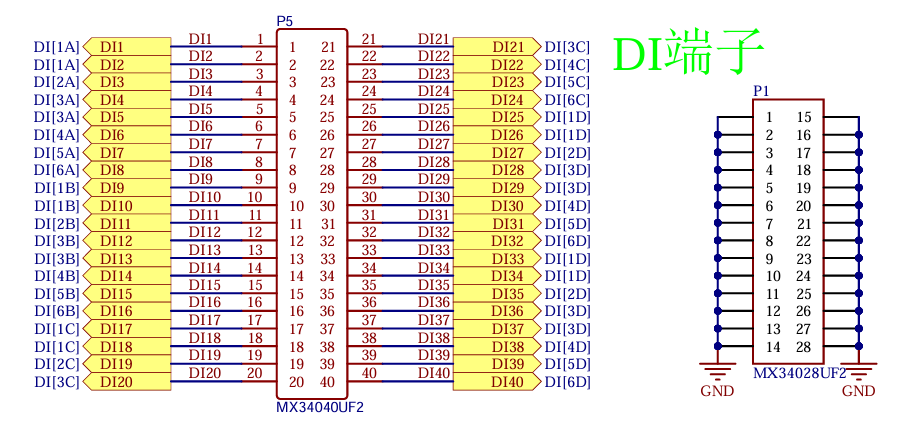 P5
DI[1A] DI1 DI1 1 1 21 21 DI21 DI21 DI[3C]
DI[1A] DI2 DI2 2 2 22 22 DI22 DI22 DI[4C]
DI[2A] DI3 DI3 3 3 23 23 DI23 DI23 DI[5C]
DI[3A] DI4 DI4 4 4 24 24 DI24 DI24 DI[6C]
DI[3A] DI5 DI5 5 5 25 25 DI25 DI25 DI[1D]
DI[4A] DI6 DI6 6 6 26 26 DI26 DI26 DI[1D]
DI[5A] DI7 DI7 7 7 27 27 DI27 DI27 DI[2D]
DI[6A] DI8 DI8 8 8 28 28 DI28 DI28 DI[3D]
DI[1B] DI9 DI9 9 9 29 29 DI29 DI29 DI[3D]
DI[1B] DI10 DI10 10 10 30 30 DI30 DI30 DI[4D]
DI[2B] DI11 DI11 11 11 31 31 DI31 DI31 DI[5D]
DI[3B] DI12 DI12 12 12 32 32 DI32 DI32 DI[6D]
DI[3B] DI13 DI13 13 13 33 33 DI33 DI33 DI[1D]
DI[4B] DI14 DI14 14 14 34 34 DI34 DI34 DI[1D]
DI[5B] DI15 DI15 15 15 35 35 DI35 DI35 DI[2D]
DI[6B] DI16 DI16 16 16 36 36 DI36 DI36 DI[3D]
DI[1C] DI17 DI17 17 17 37 37 DI37 DI37 DI[3D]
DI[1C] DI18 DI18 18 18 38 38 DI38 DI38 DI[4D]
DI[2C] DI19 DI19 19 19 39 39 DI39 DI39 DI[5D]
DI[3C] DI20 DI20 20 20 40 40 DI40 DI40 DI[6D]
MX34040UF2
DI端子
P1
1 15
2 16
3 17
4 18
5 19
6 20
7 21
8 22
9 23
10 24
11 25
12 26
13 27
14 28
MX34028UF2
GND GND